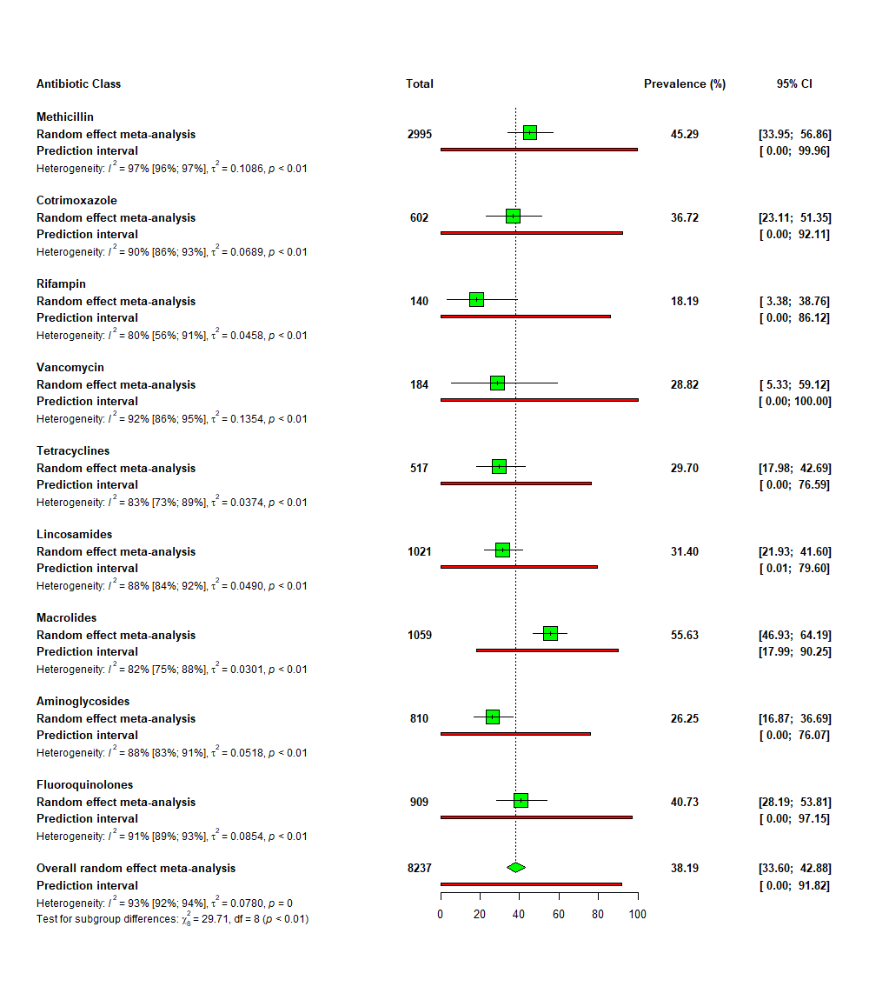 Antibiotic Class Total Prevalence (%) 95% CI
Methicillin
Random effect meta-analysis 2995 45.29 [33.95; 56.86]
Prediction interval [ 0.00; 99.96]
Heterogeneity: I² = 97% [96%; 97%], τ² = 0.1086, p < 0.01
Cotrimoxazole
Random effect meta-analysis 602 36.72 [23.11; 51.35]
Prediction interval [ 0.00; 92.11]
Heterogeneity: I² = 90% [86%; 93%], τ² = 0.0689, p < 0.01
Rifampin
Random effect meta-analysis 140 18.19 [ 3.38; 38.76]
Prediction interval [ 0.00; 86.12]
Heterogeneity: I² = 80% [56%; 91%], τ² = 0.0458, p < 0.01
Vancomycin
Random effect meta-analysis 184 28.82 [ 5.33; 59.12]
Prediction interval [ 0.00; 100.00]
Heterogeneity: I² = 92% [86%; 95%], τ² = 0.1354, p < 0.01
Tetracyclines
Random effect meta-analysis 517 29.70 [17.98; 42.69]
Prediction interval [ 0.00; 76.59]
Heterogeneity: I² = 83% [73%; 89%], τ² = 0.0374, p < 0.01
Lincosamides
Random effect meta-analysis 1021 31.40 [21.93; 41.60]
Prediction interval [ 0.01; 79.60]
Heterogeneity: I² = 88% [84%; 92%], τ² = 0.0490, p < 0.01
Macrolides
Random effect meta-analysis 1059 55.63 [46.93; 64.19]
Prediction interval [17.99; 90.25]
Heterogeneity: I² = 82% [75%; 88%], τ² = 0.0301, p < 0.01
Aminoglycosides
Random effect meta-analysis 810 26.25 [16.87; 36.69]
Prediction interval [ 0.00; 76.07]
Heterogeneity: I² = 88% [83%; 91%], τ² = 0.0518, p < 0.01
Fluoroquinolones
Random effect meta-analysis 909 40.73 [28.19; 53.81]
Prediction interval [ 0.00; 97.15]
Heterogeneity: I² = 91% [89%; 93%], τ² = 0.0854, p < 0.01
Overall random effect meta-analysis 8237 38.19 [33.60; 42.88]
Prediction interval [ 0.00; 91.82]
Heterogeneity: I² = 93% [92%; 94%], τ² = 0.0780, p = 0
Test for subgroup differences: χ²₈ = 29.71, df = 8 (p < 0.01)
0 20 40 60 80 100